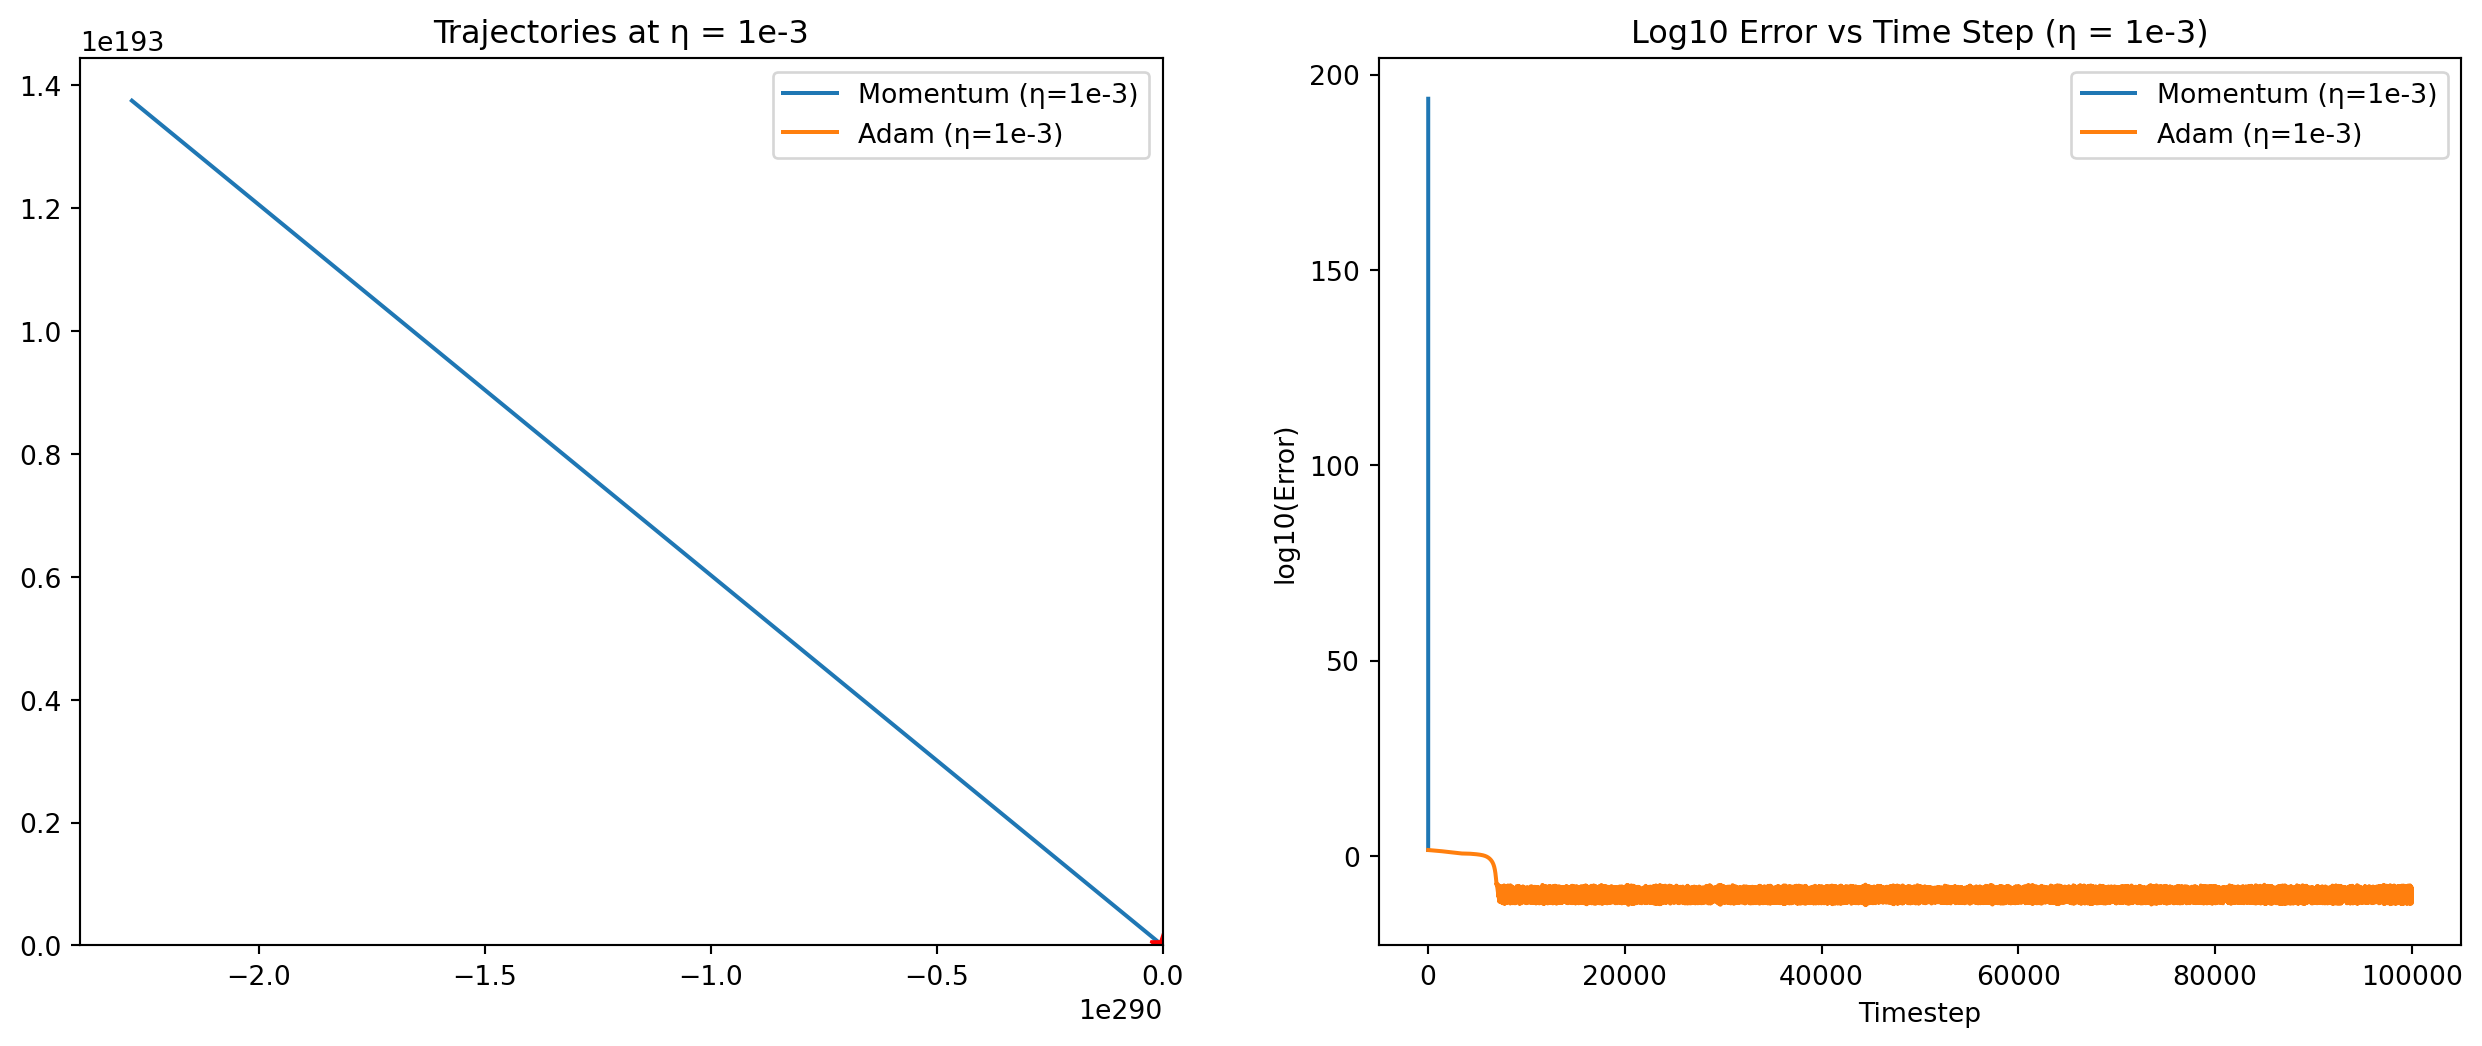 Trajectories at η = 1e-3
1e193
1.4
1.2
1.0
0.8
0.6
0.4
0.2
0.0
−2.0
−1.5
−1.0
−0.5
0.0
1e290
Momentum (η=1e-3)
Adam (η=1e-3)
Log10 Error vs Time Step (η = 1e-3)
log10(Error)
200
150
100
50
0
0
20000
40000
60000
80000
100000
Timestep
Momentum (η=1e-3)
Adam (η=1e-3)